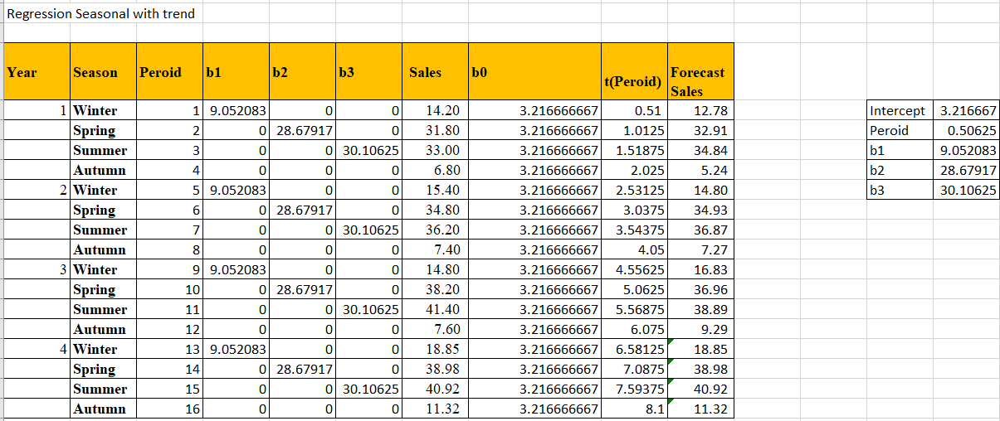 Regression Seasonal with trend
Year Season Peroid b1 b2 b3 Sales b0 t(Peroid) Forecast Sales
1 Winter 1 9.052083 0 0 14.20 3.216666667 0.51 12.78 Intercept 3.216667
Spring 2 0 28.67917 0 31.80 3.216666667 1.0125 32.91 Peroid 0.50625
Summer 3 0 0 30.10625 33.00 3.216666667 1.51875 34.84 b1 9.052083
Autumn 4 0 0 0 6.80 3.216666667 2.025 5.24 b2 28.67917
2 Winter 5 9.052083 0 0 15.40 3.216666667 2.53125 14.80 b3 30.10625
Spring 6 0 28.67917 0 34.80 3.216666667 3.0375 34.93
Summer 7 0 0 30.10625 36.20 3.216666667 3.54375 36.87
Autumn 8 0 0 0 7.40 3.216666667 4.05 7.27
3 Winter 9 9.052083 0 0 14.80 3.216666667 4.55625 16.83
Spring 10 0 28.67917 0 38.20 3.216666667 5.0625 36.96
Summer 11 0 0 30.10625 41.40 3.216666667 5.56875 38.89
Autumn 12 0 0 0 7.60 3.216666667 6.075 9.29
4 Winter 13 9.052083 0 0 18.85 3.216666667 6.58125 18.85
Spring 14 0 28.67917 0 38.98 3.216666667 7.0875 38.98
Summer 15 0 0 30.10625 40.92 3.216666667 7.59375 40.92
Autumn 16 0 0 0 11.32 3.216666667 8.1 11.32